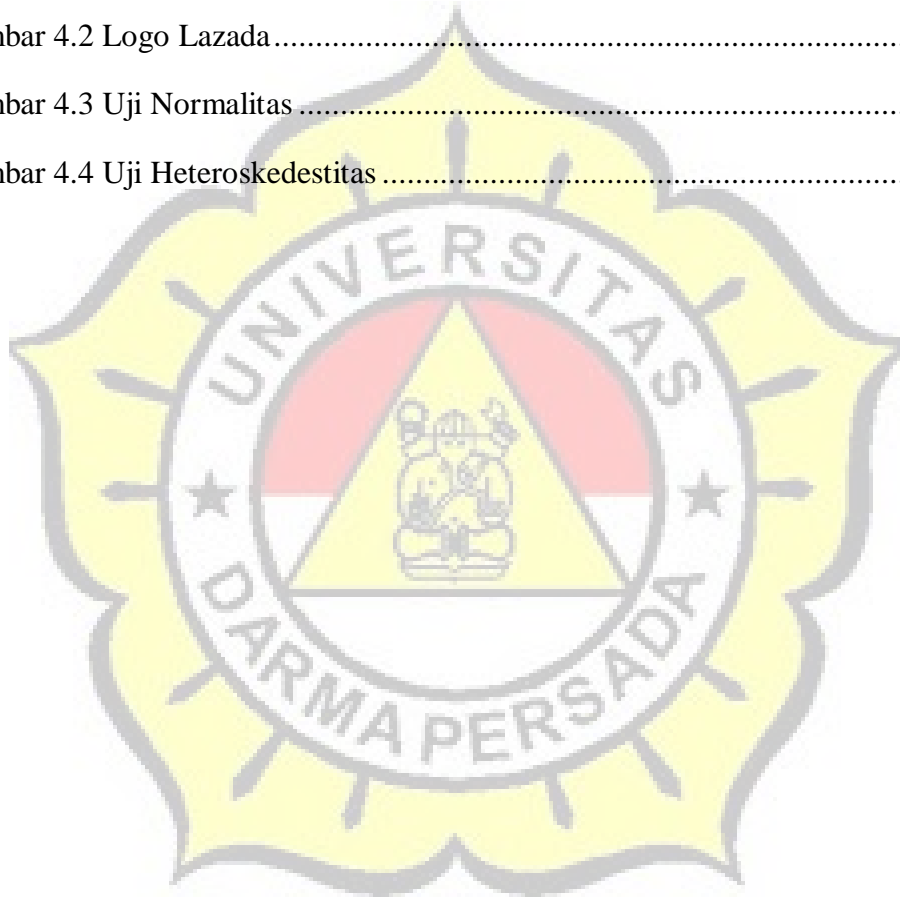 mbar 4.2 Logo Lazada
mbar 4.3 Uji Normalitas
mbar 4.4 Uji Heteroskedestitas
UNIVERSITAS
DARMA PERSADA